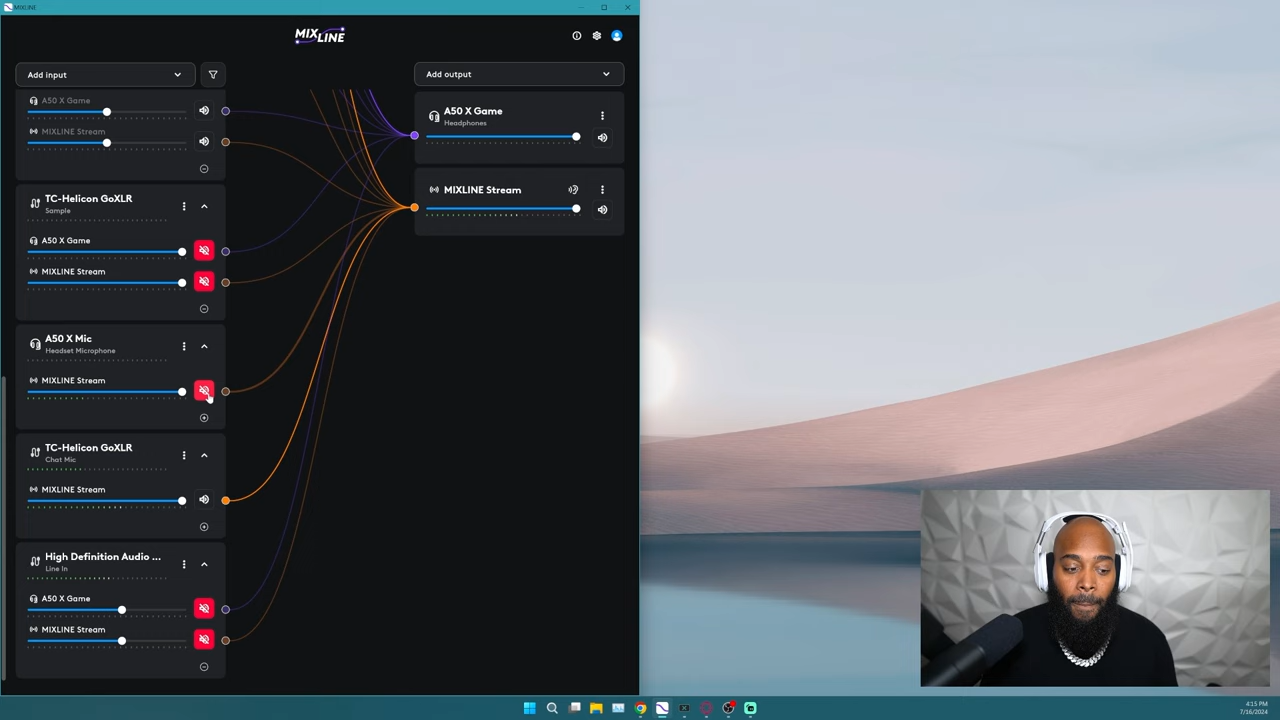 MIXLINE
MIX
LINE
Add input
Add output
A50 X Game
MIXLINE Stream
TC-Helicon GoXLR
Sample
A50 X Game
MIXLINE Stream
A50 X Mic
Headset Microphone
MIXLINE Stream
TC-Helicon GoXLR
Chat Mic
MIXLINE Stream
High Definition Audio ...
Line In
A50 X Game
MIXLINE Stream
A50 X Game
Headphones
MIXLINE Stream
4:15 PM
7/16/2024